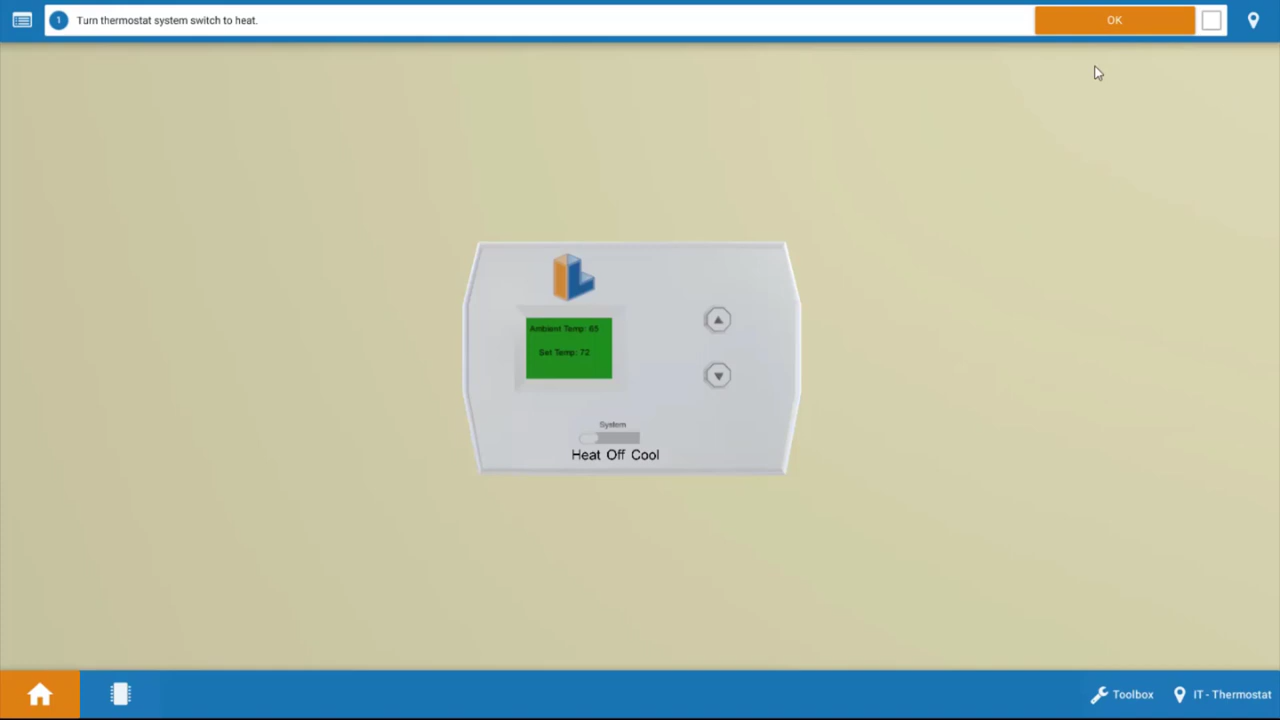 1 Turn thermostat system switch to heat.
OK
Ambient Temp: 65
Set Temp: 72
System
Heat Off Cool
Toolbox
IT - Thermostat